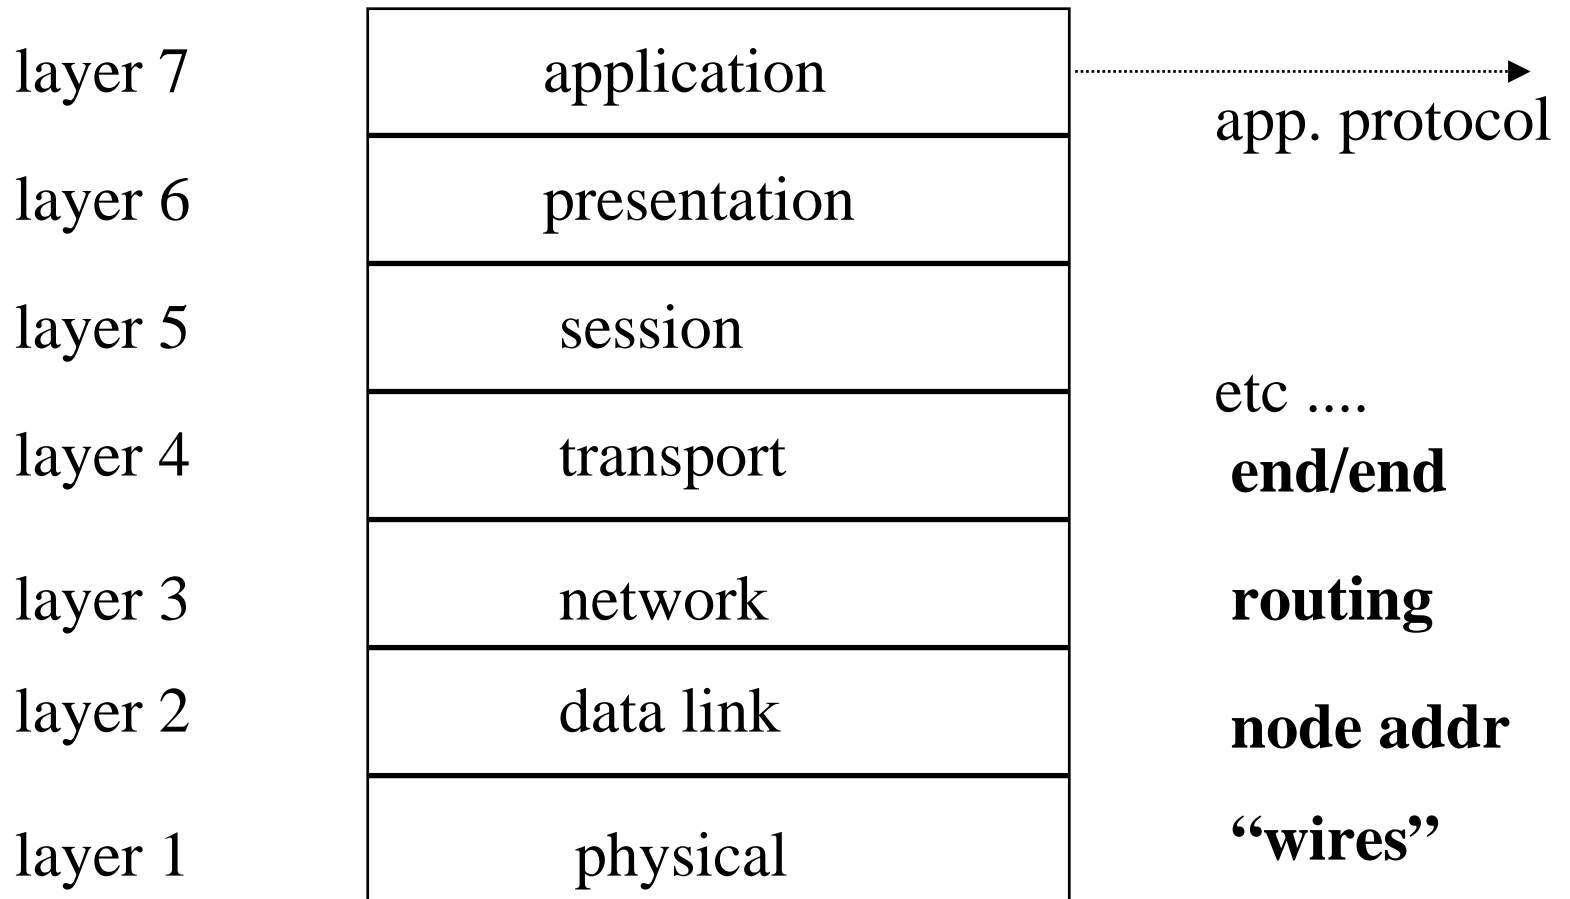 layer 7 application
app. protocol
layer 6 presentation
layer 5 session
etc ....
layer 4 transport
end/end
layer 3 network routing
layer 2 data link
node addr
layer 1 physical
“wires”